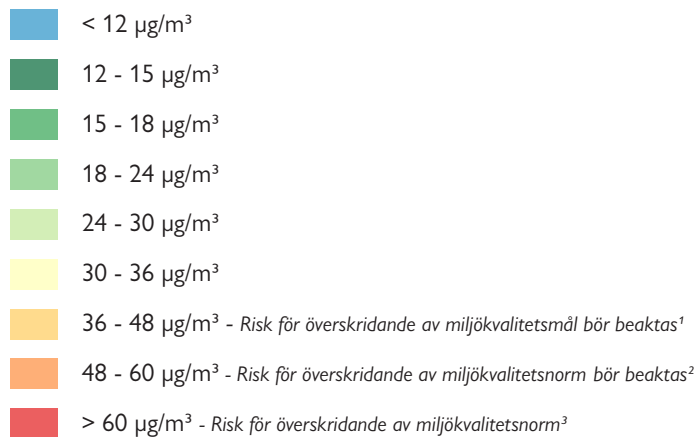 < 12 µg/m³
12 - 15 µg/m³
15 - 18 µg/m³
18 - 24 µg/m³
24 - 30 µg/m³
30 - 36 µg/m³
36 - 48 µg/m³ - Risk för överskridande av miljökvalitetsmål bör beaktas¹
48 - 60 µg/m³ - Risk för överskridande av miljökvalitetsnorm bör beaktas²
> 60 µg/m³ - Risk för överskridande av miljökvalitetsnorm³